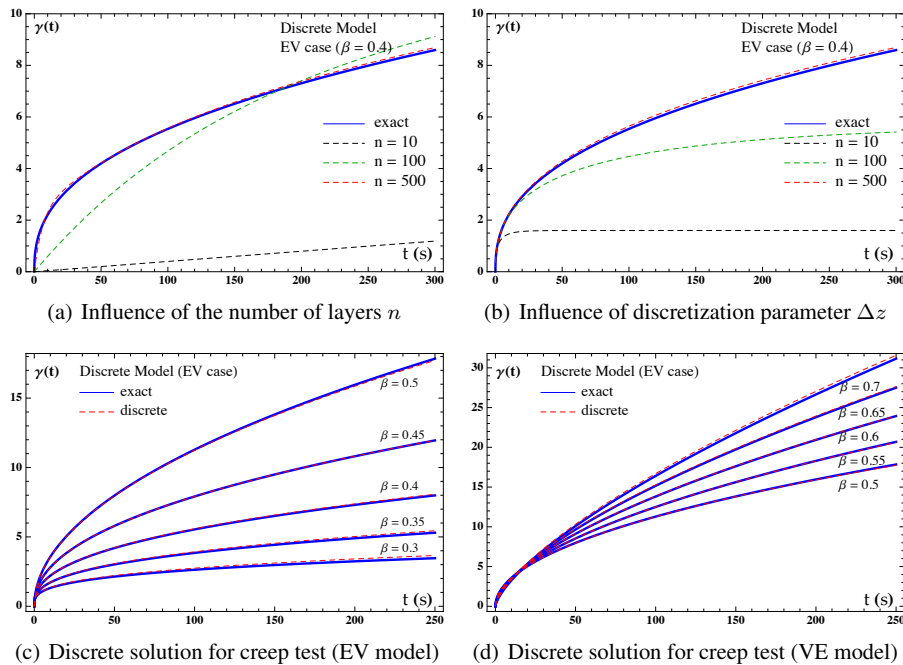 γ(t)
Discrete Model
EV case (β = 0.4)
exact
n = 10
n = 100
n = 500
t (s)
10
8
6
4
2
0
0 50 100 150 200 250 300
(a) Influence of the number of layers n
γ(t)
Discrete Model
EV case (β = 0.4)
exact
n = 10
n = 100
n = 500
t (s)
10
8
6
4
2
0
0 50 100 150 200 250 300
(b) Influence of discretization parameter Δz
γ(t)
Discrete Model (EV case)
exact
discrete
β = 0.5
β = 0.45
β = 0.4
β = 0.35
β = 0.3
t (s)
15
10
5
0
0 50 100 150 200 250
(c) Discrete solution for creep test (EV model)
γ(t)
Discrete Model (EV case)
exact
discrete
β = 0.7
β = 0.65
β = 0.6
β = 0.55
β = 0.5
t (s)
30
25
20
15
10
5
0
0 50 100 150 200 250
(d) Discrete solution for creep test (VE model)